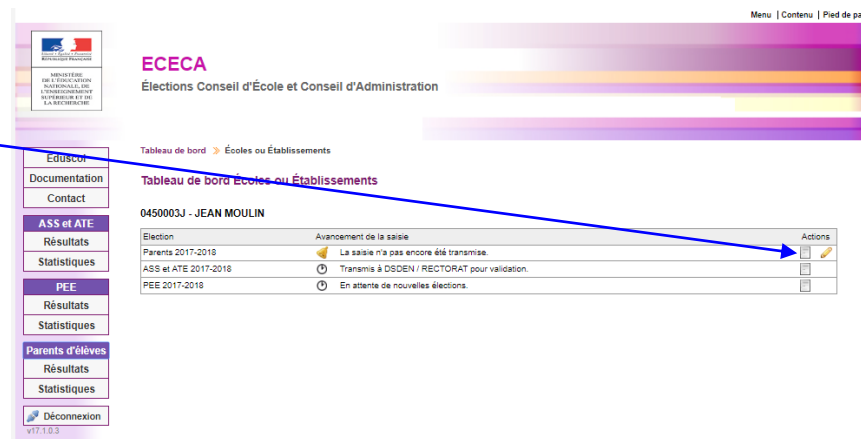 Menu | Contenu | Pied de pa
RÉPUBLIQUE FRANÇAISE
MINISTÈRE
DE L'ÉDUCATION
NATIONALE, DE
L'ENSEIGNEMENT
SUPÉRIEUR ET DE
LA RECHERCHE
ECECA
Élections Conseil d'École et Conseil d'Administration
Eduscol
Documentation
Contact
ASS et ATE
Résultats
Statistiques
PEE
Résultats
Statistiques
Parents d'élèves
Résultats
Statistiques
Déconnexion
v17.1.0.3
Tableau de bord Écoles ou Établissements
Tableau de bord Écoles ou Établissements
0450003J - JEAN MOULIN
Election Avancement de la saisie Actions
Parents 2017-2018 La saisie n'a pas encore été transmise.
ASS et ATE 2017-2018 Transmis à DSDEN / RECTORAT pour validation.
PEE 2017-2018 En attente de nouvelles élections.